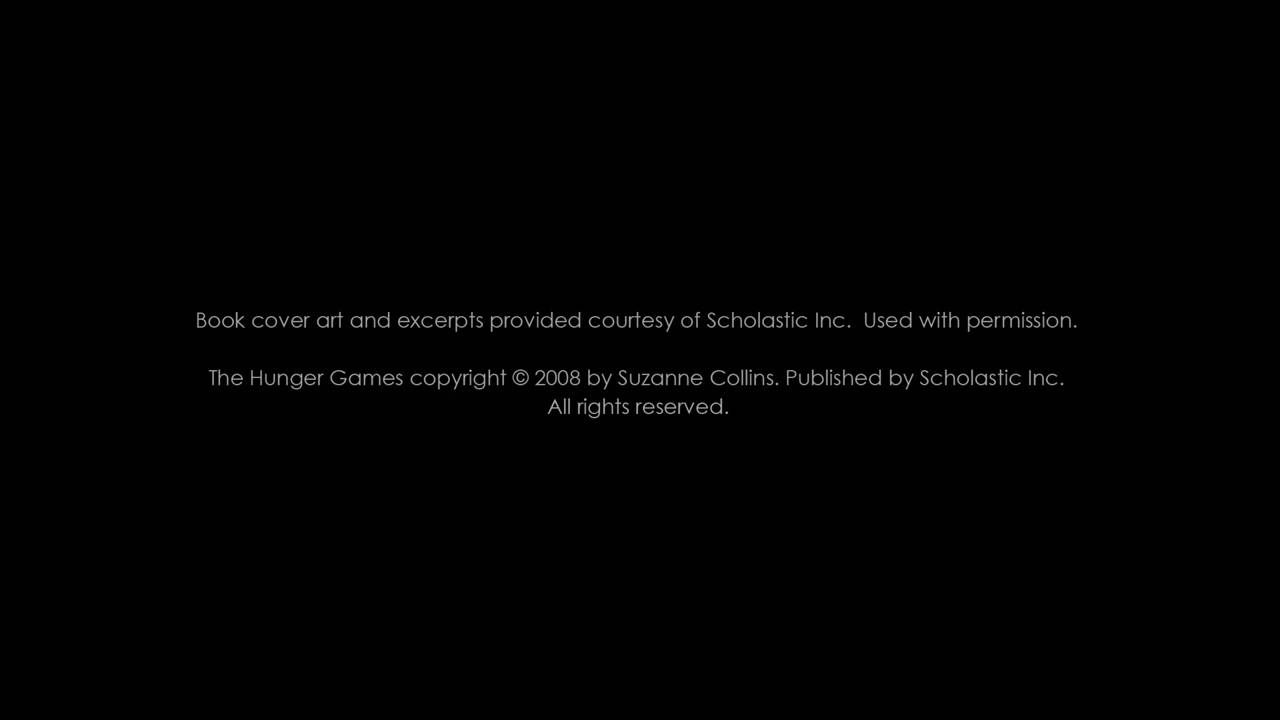 Book cover art and excerpts provided courtesy of Scholastic Inc.  Used with permission.
The Hunger Games copyright © 2008 by Suzanne Collins. Published by Scholastic Inc.
All rights reserved.